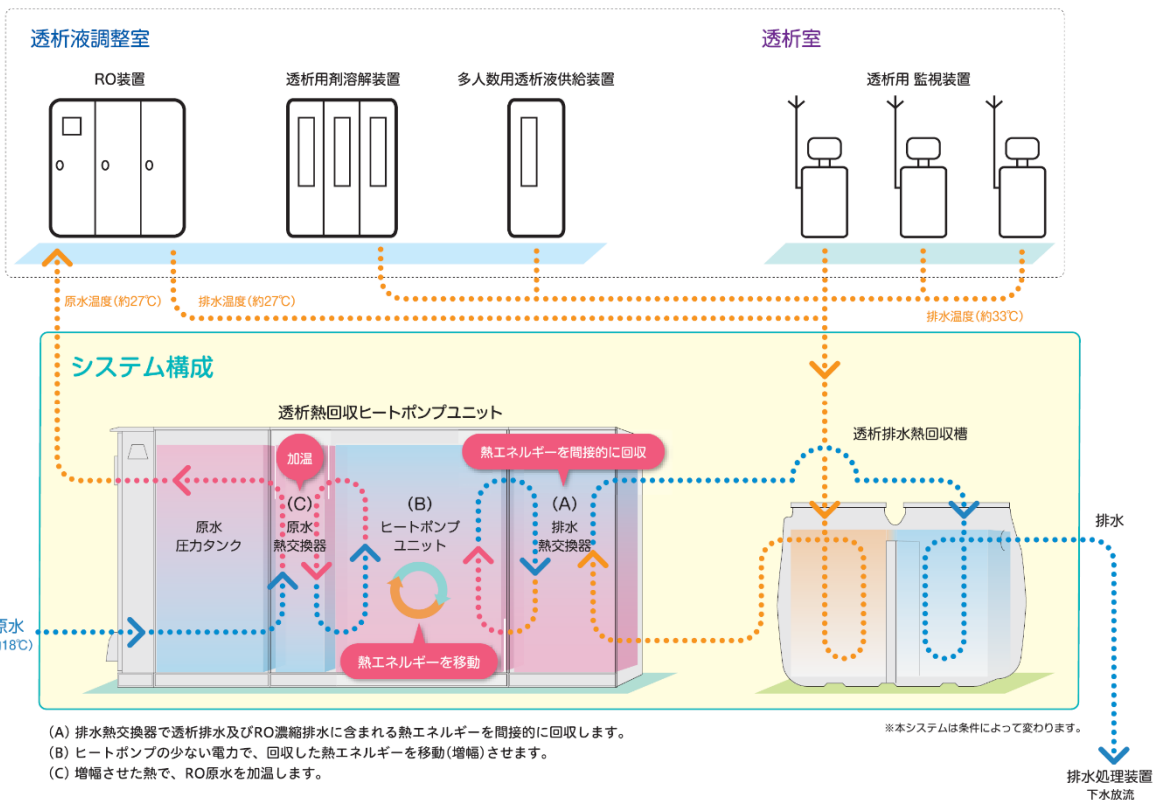 透析液調整室
透析室
RO装置
透析用剤溶解装置
多人数用透析液供給装置
透析用 監視装置
原水温度(約27℃)
排水温度(約27℃)
排水温度(約33℃)
システム構成
透析熱回収ヒートポンプユニット
透析排水熱回収槽
加温
熱エネルギーを間接的に回収
(C)
原水
熱交換器
(B)
ヒートポンプ
ユニット
(A)
排水
熱交換器
原水
圧力タンク
排水
原水
18℃)
熱エネルギーを移動
(A) 排水熱交換器で透析排水及びRO濃縮排水に含まれる熱エネルギーを間接的に回収します。
(B) ヒートポンプの少ない電力で、回収した熱エネルギーを移動(増幅)させます。
(C) 増幅させた熱で、RO原水を加温します。
※本システムは条件によって変わります。
排水処理装置
下水放流